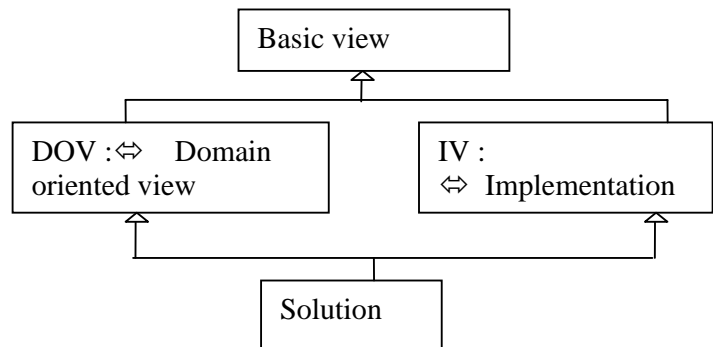 Basic view
DOV :⇔ Domain
oriented view
IV :
⇔ Implementation
Solution